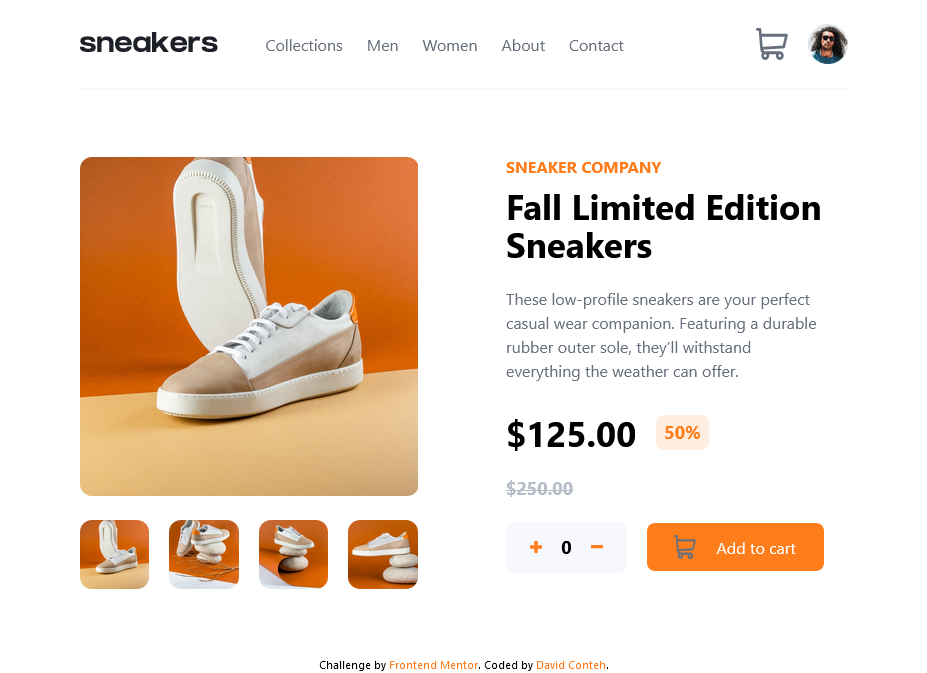 sneakers Collections Men Women About Contact
SNEAKER COMPANY
Fall Limited Edition
Sneakers
These low-profile sneakers are your perfect
casual wear companion. Featuring a durable
rubber outer sole, they’ll withstand
everything the weather can offer.
$125.00 50%
$250.00
+ 0 − Add to cart
Challenge by Frontend Mentor. Coded by David Conteh.